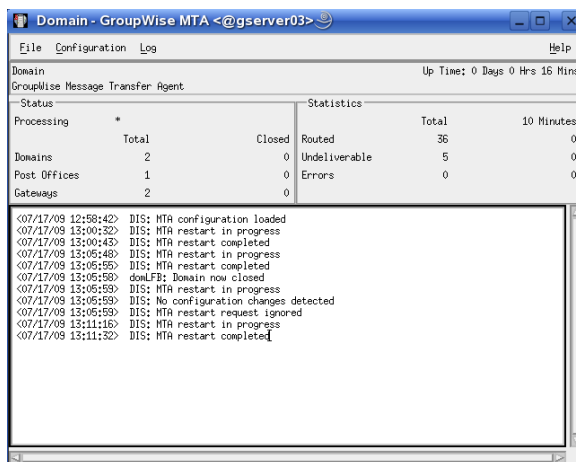 Domain - GroupWise MTA <@gserver03>
File Configuration Log Help
Domain Up Time: 0 Days 0 Hrs 16 Mins
GroupWise Message Transfer Agent
Status Statistics
Processing * Total 10 Minutes
Total Closed Routed 36 0
Domains 2 0 Undeliverable 5 0
Post Offices 1 0 Errors 0 0
Gateways 2 0
<07/17/09 12:58:42> DIS: MTA configuration loaded
<07/17/09 13:00:32> DIS: MTA restart in progress
<07/17/09 13:00:43> DIS: MTA restart completed
<07/17/09 13:05:48> DIS: MTA restart in progress
<07/17/09 13:05:55> DIS: MTA restart completed
<07/17/09 13:05:58> domLFB: Domain now closed
<07/17/09 13:05:59> DIS: MTA restart in progress
<07/17/09 13:05:59> DIS: No configuration changes detected
<07/17/09 13:05:59> DIS: MTA restart request ignored
<07/17/09 13:11:16> DIS: MTA restart in progress
<07/17/09 13:11:32> DIS: MTA restart completed